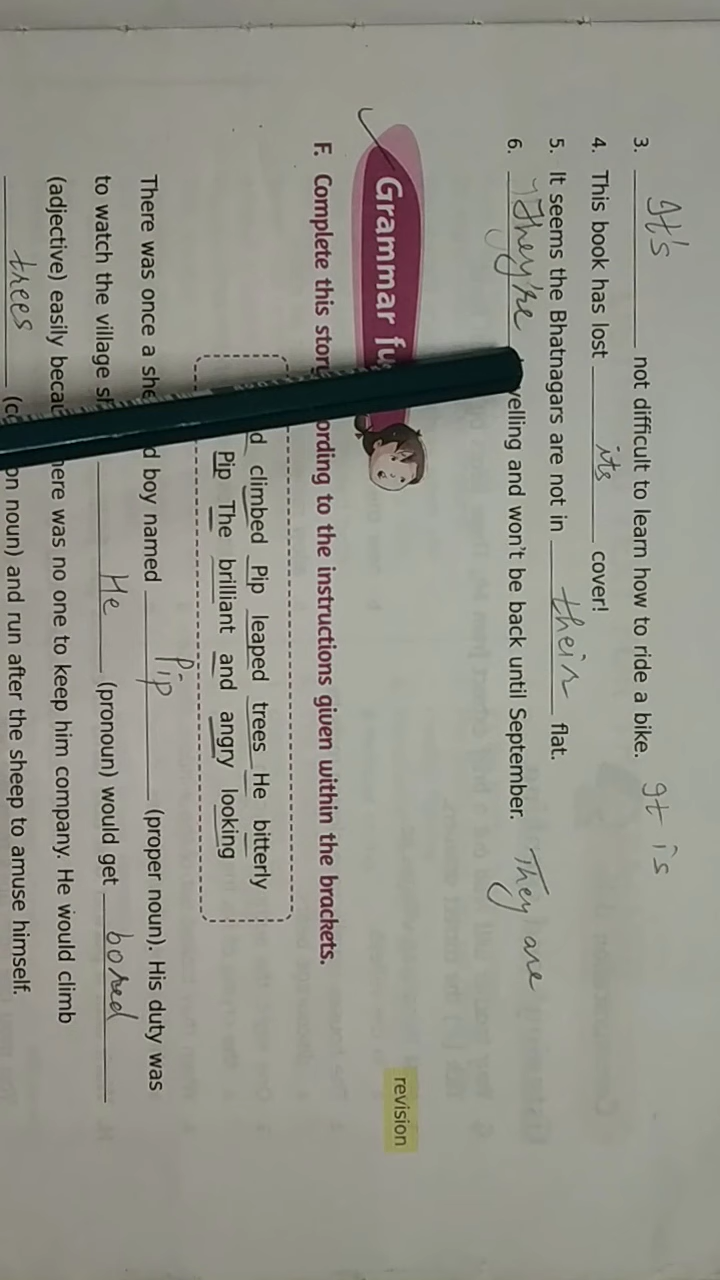 3. It's not difficult to learn how to ride a bike. It is
4. This book has lost its cover!
5. It seems the Bhatnagars are not in their flat.
6. They're velling and won't be back until September. They are
Grammar fu
revision
F. Complete this story ording to the instructions given within the brackets.
d climbed Pip leaped trees He bitterly
Pip The brilliant and angry looking
There was once a she d boy named Pip (proper noun). His duty was
to watch the village sh He (pronoun) would get bored
(adjective) easily becau here was no one to keep him company. He would climb
trees (co on noun) and run after the sheep to amuse himself.